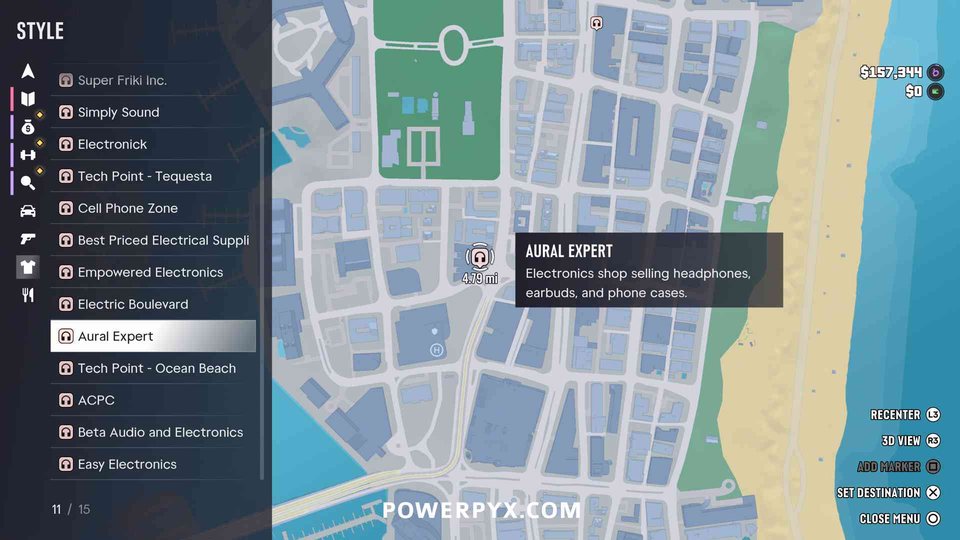 STYLE
Super Friki Inc.
Simply Sound
Electronick
Tech Point - Tequesta
Cell Phone Zone
Best Priced Electrical Suppli
Empowered Electronics
Electric Boulevard
Aural Expert
Tech Point - Ocean Beach
ACPC
Beta Audio and Electronics
Easy Electronics
11 / 15
4.79 mi
H
AURAL EXPERT
Electronics shop selling headphones,
earbuds, and phone cases.
$157,344
$0
RECENTER L3
3D VIEW R3
ADD MARKER
SET DESTINATION
CLOSE MENU
POWERPYX.COM